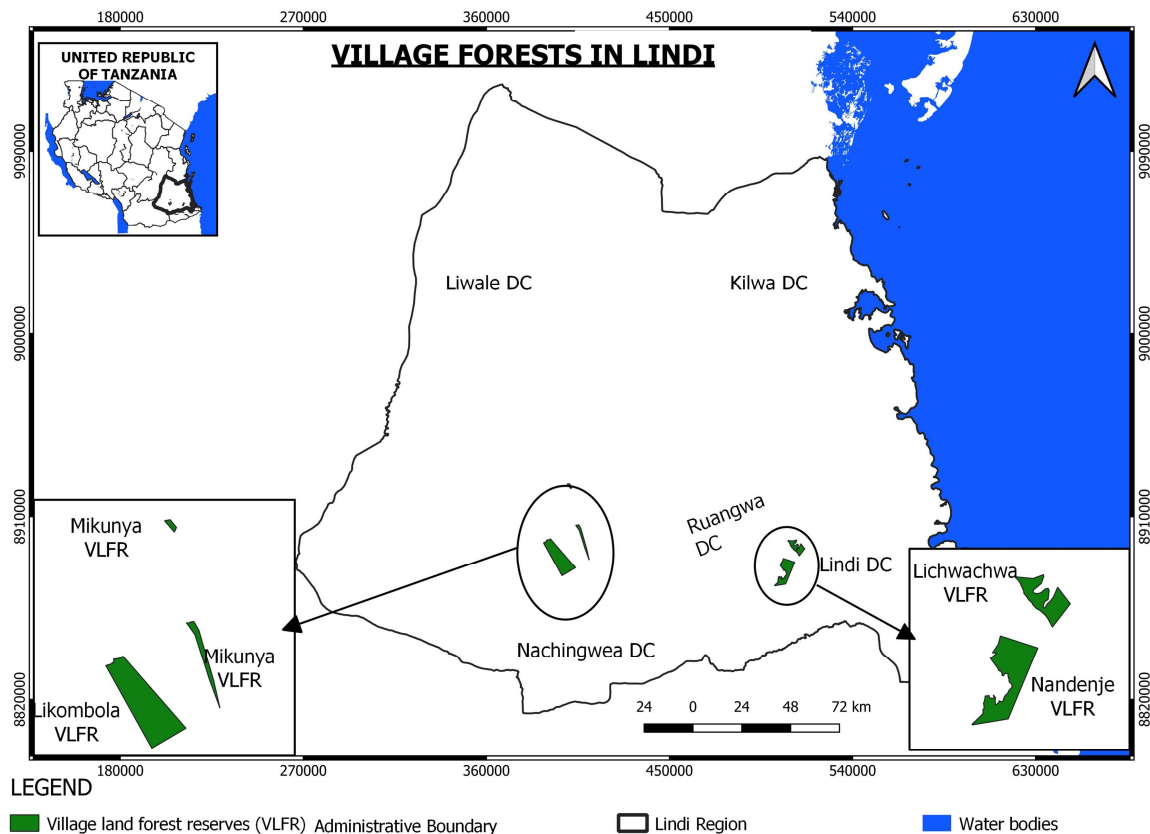 180000 270000 360000 450000 540000 630000
VILLAGE FORESTS IN LINDI
UNITED REPUBLIC
OF TANZANIA
9090000 9090000
Liwale DC
Kilwa DC
9000000 9000000
8910000 8910000
Ruangwa
DC
Lindi DC
Nachingwea DC
Mikunya
VLFR
Mikunya
VLFR
Likombola
VLFR
Lichwachwa
VLFR
Nandenje
VLFR
8820000 8820000
24 0 24 48 72 km
180000 270000 360000 450000 540000 630000
LEGEND
Village land forest reserves (VLFR) Administrative Boundary Lindi Region Water bodies